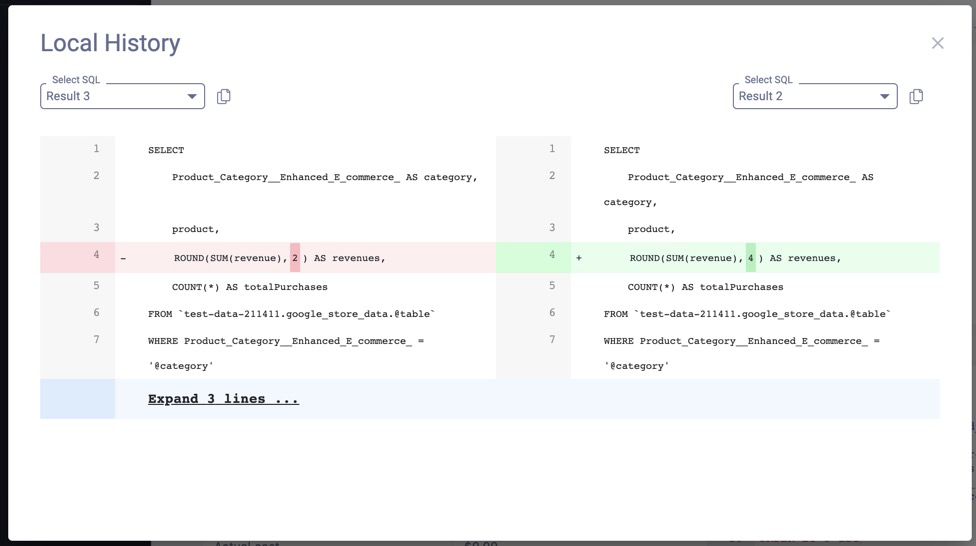 Local History
Select SQL
Result 3
Select SQL
Result 2
1 SELECT
2 Product_Category__Enhanced_E_commerce_ AS category,
3 product,
4 - ROUND(SUM(revenue),2) AS revenues,
5 COUNT(*) AS totalPurchases
6 FROM `test-data-211411.google_store_data.@table`
7 WHERE Product_Category__Enhanced_E_commerce_ =
'@category'
1 SELECT
2 Product_Category__Enhanced_E_commerce_ AS
category,
3 product,
4 + ROUND(SUM(revenue),4) AS revenues,
5 COUNT(*) AS totalPurchases
6 FROM `test-data-211411.google_store_data.@table`
7 WHERE Product_Category__Enhanced_E_commerce_ =
'@category'
Expand 3 lines ...